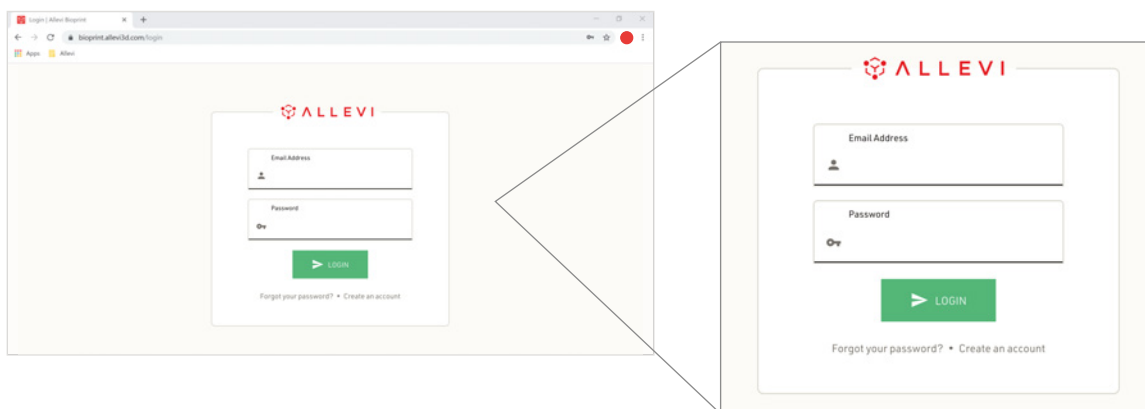 Login | Allevi Bioprint
bioprint.allevi3d.com/login
Apps Allevi
ALLEVI
Email Address
Password
LOGIN
Forgot your password? • Create an account
ALLEVI
Email Address
Password
LOGIN
Forgot your password? • Create an account